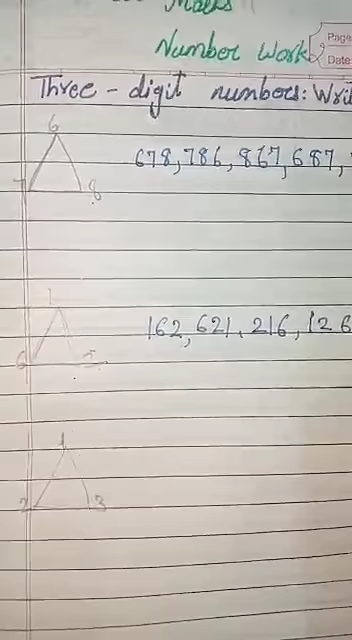 Maths
Number Work
Page
Date:
Three - digit numbers: Wri
6
678, 786, 867, 687,
7 8
1
162, 621, 216, 126
6 2
1
2 3